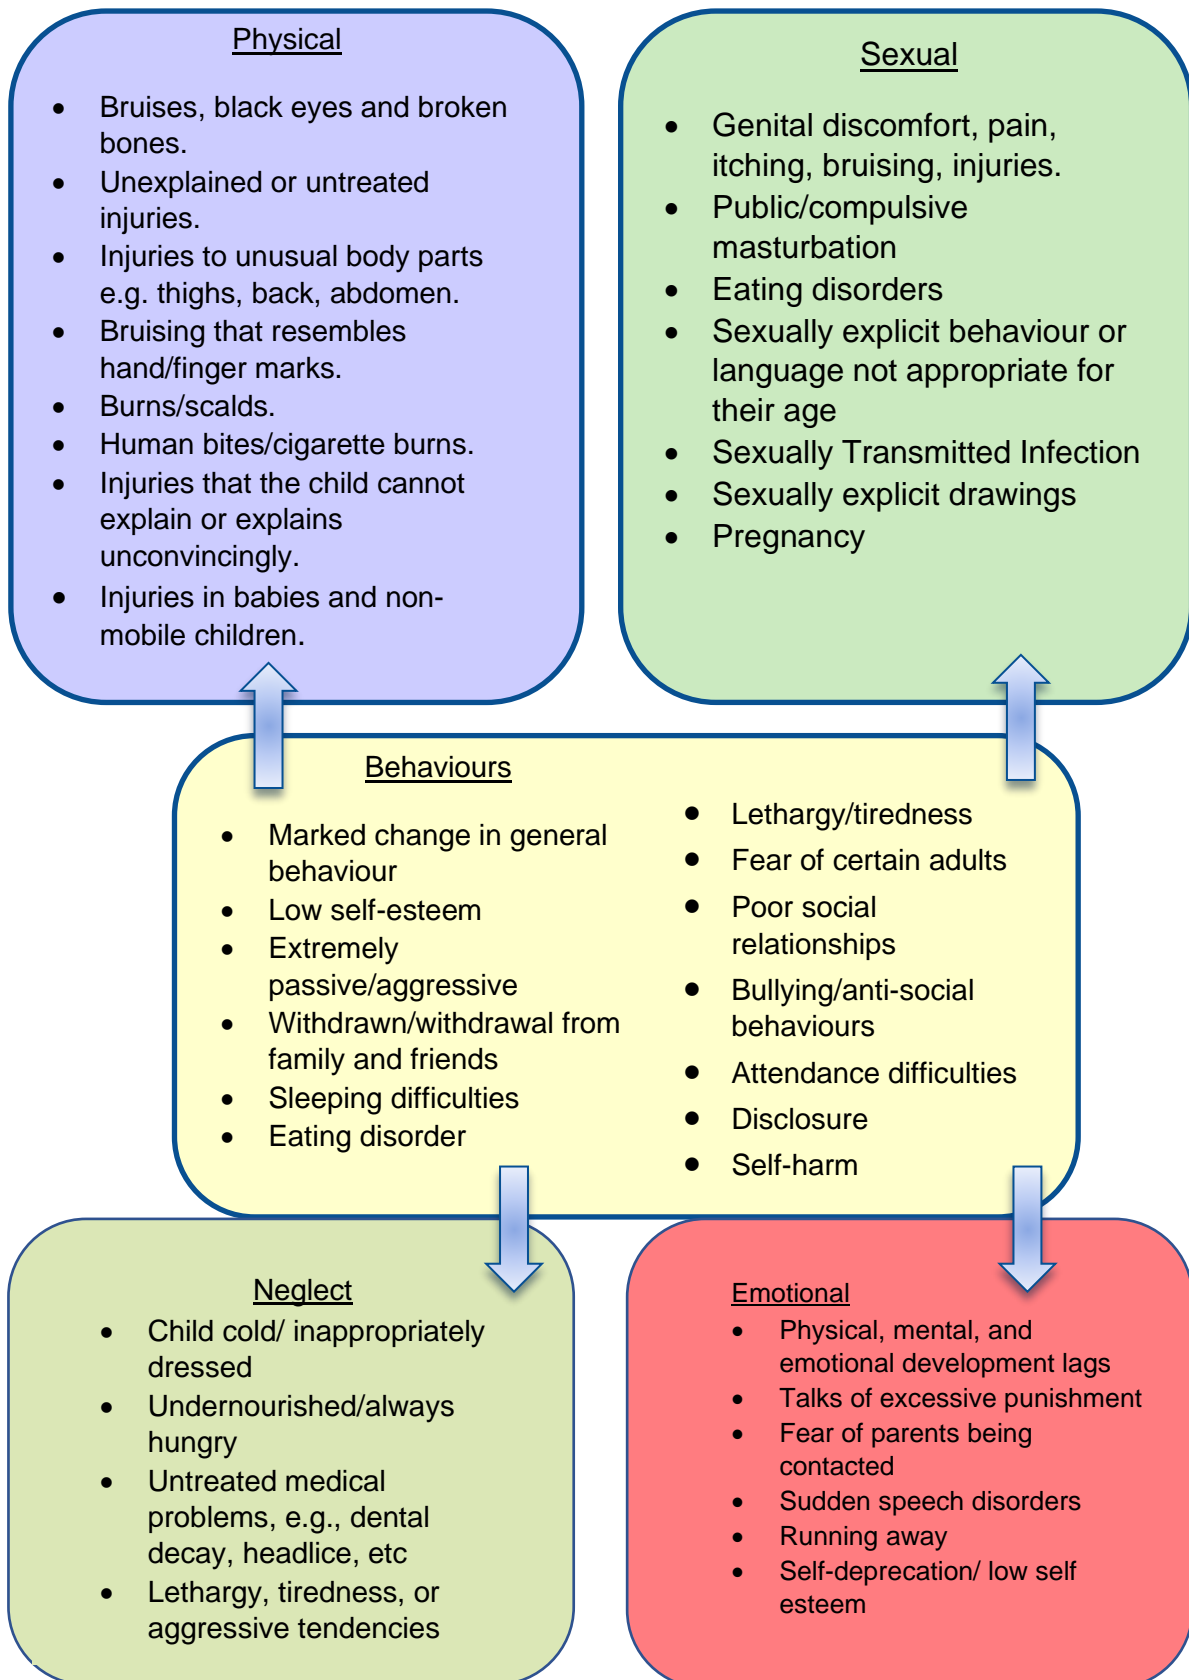 Physical
• Bruises, black eyes and broken
bones.
• Unexplained or untreated
injuries.
• Injuries to unusual body parts
e.g. thighs, back, abdomen.
• Bruising that resembles
hand/finger marks.
• Burns/scalds.
• Human bites/cigarette burns.
• Injuries that the child cannot
explain or explains
unconvincingly.
• Injuries in babies and non-
mobile children.
Sexual
• Genital discomfort, pain,
itching, bruising, injuries.
• Public/compulsive
masturbation
• Eating disorders
• Sexually explicit behaviour or
language not appropriate for
their age
• Sexually Transmitted Infection
• Sexually explicit drawings
• Pregnancy
Behaviours
• Marked change in general
behaviour
• Low self-esteem
• Extremely
passive/aggressive
• Withdrawn/withdrawal from
family and friends
• Sleeping difficulties
• Eating disorder
• Lethargy/tiredness
• Fear of certain adults
• Poor social
relationships
• Bullying/anti-social
behaviours
• Attendance difficulties
• Disclosure
• Self-harm
Neglect
• Child cold/ inappropriately
dressed
• Undernourished/always
hungry
• Untreated medical
problems, e.g., dental
decay, headlice, etc
• Lethargy, tiredness, or
aggressive tendencies
Emotional
• Physical, mental, and
emotional development lags
• Talks of excessive punishment
• Fear of parents being
contacted
• Sudden speech disorders
• Running away
• Self-deprecation/ low self
esteem